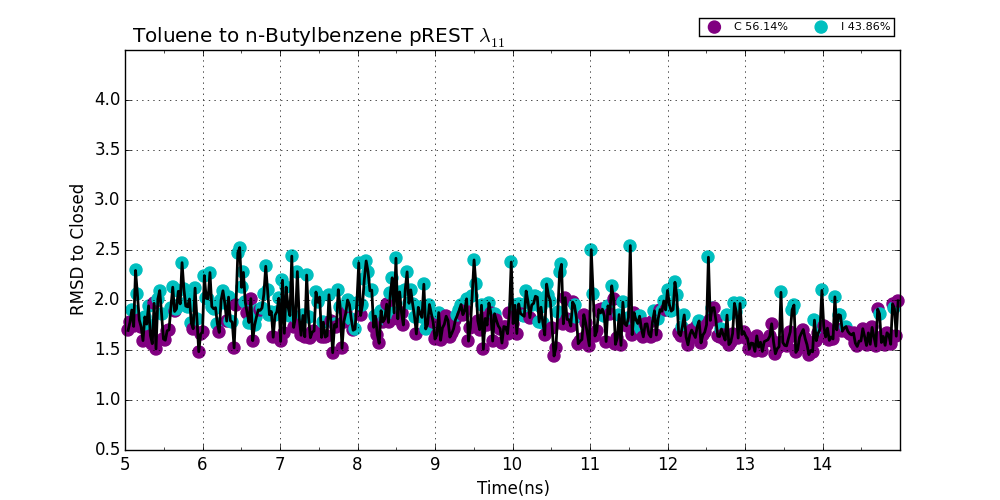 Toluene to n-Butylbenzene pREST λ₁₁
C 56.14% I 43.86%
RMSD to Closed
4.0
3.5
3.0
2.5
2.0
1.5
1.0
0.5
5 6 7 8 9 10 11 12 13 14
Time(ns)